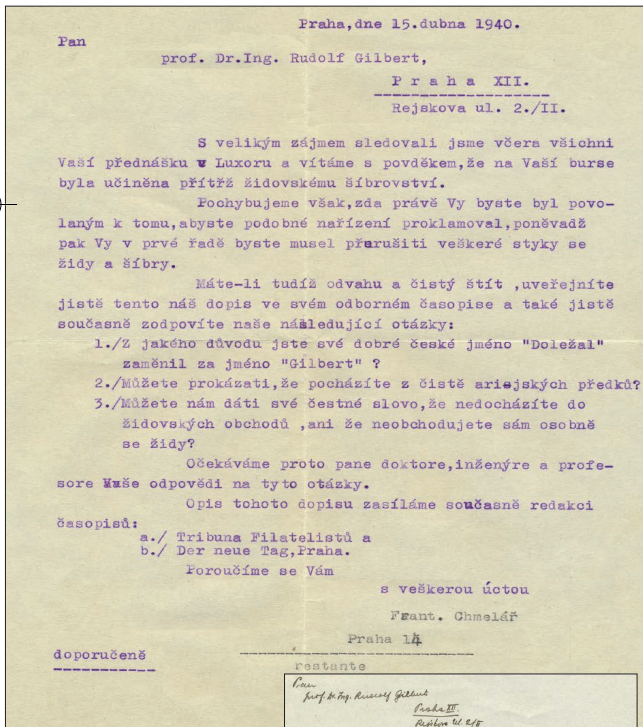 Praha,dne 15.dubna 1940.
Pan
prof. Dr.Ing. Rudolf Gilbert,
P r a h a XII.
Rejskova ul. 2./II.
S velikým zájmem sledovali jsme včera všichni
Vaší přednášku v Luxoru a vítáme s povděkem,že na Vaší burse
byla učiněna přítřž židovskému šíbrovství.
Pochybujeme však,zda právě Vy byste byl povo-
laným k tomu,abyste podobné nařízení proklamoval,poněvadž
pak Vy v prvé řadě byste musel přerušiti veškeré styky se
židy a šíbry.
Máte-li tudíž odvahu a čistý štít ,uveřejníte
jistě tento náš dopis ve svém odborném časopise a také jistě
současně zodpovíte naše následující otázky:
1./Z jakého důvodu jste své dobré české jméno "Doležal"
zaměnil za jméno "Gilbert" ?
2./Můžete prokázati,že pocházíte z čistě arisjských předků?
3./Můžete nám dáti své čestné slovo,že nedocházíte do
židovských obchodů ,ani že neobchodujete sám osobně
se židy?
Očekáváme proto pane doktore,inženýre a profe-
sore Vaše odpovědi na tyto otázky.
Opis tohoto dopisu zasíláme současně redakci
časopisů:
a./ Tribuna Filatelistů a
b./ Der neue Tag,Praha.
Poroučíme se Vám
s veškerou úctou
Frant. Chmelář
Praha 14
doporučeně
restante
Pan
prof. Dr. Ing. Rudolf Gilbert
Praha XII
Rejskova ul. 2/II